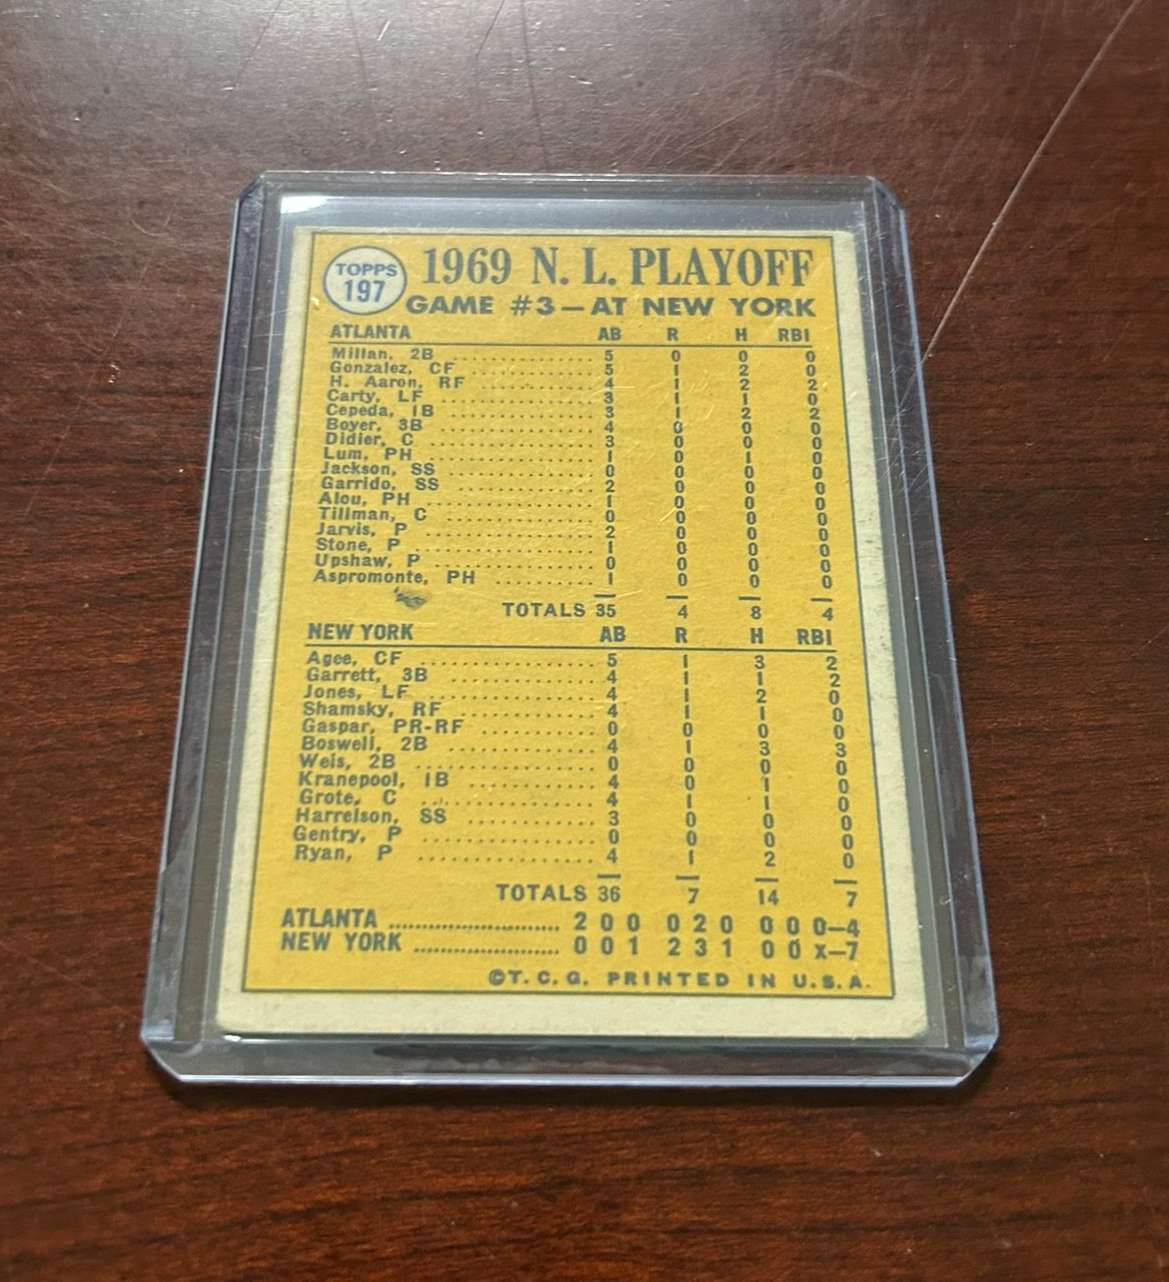 TOPPS
197
1969 N. L. PLAYOFF
GAME #3—AT NEW YORK
ATLANTA AB R H RBI
Millan, 2B 5 0 0 0
Gonzalez, CF 5 1 2 0
H. Aaron, RF 4 1 2 2
Carty, LF 3 1 1 0
Cepeda, 1B 3 1 2 2
Boyer, 3B 4 0 0 0
Didier, C 3 0 0 0
Lum, PH 1 0 1 0
Jackson, SS 0 0 0 0
Garrido, SS 2 0 0 0
Alou, PH 1 0 0 0
Tillman, C 0 0 0 0
Jarvis, P 2 0 0 0
Stone, P 1 0 0 0
Upshaw, P 0 0 0 0
Aspromonte, PH 1 0 0 0
TOTALS 35 4 8 4
NEW YORK AB R H RBI
Agee, CF 5 1 3 2
Garrett, 3B 4 1 1 2
Jones, LF 4 1 2 0
Shamsky, RF 4 1 1 0
Gaspar, PR-RF 0 0 0 0
Boswell, 2B 4 1 3 3
Weis, 2B 0 0 0 0
Kranepool, 1B 4 0 1 0
Grote, C 4 1 1 0
Harrelson, SS 3 0 0 0
Gentry, P 0 0 0 0
Ryan, P 4 1 2 0
TOTALS 36 7 14 7
ATLANTA 2 0 0 0 2 0 0 0 0—4
NEW YORK 0 0 1 2 3 1 0 0 x—7
©T. C. G. PRINTED IN U.S.A.